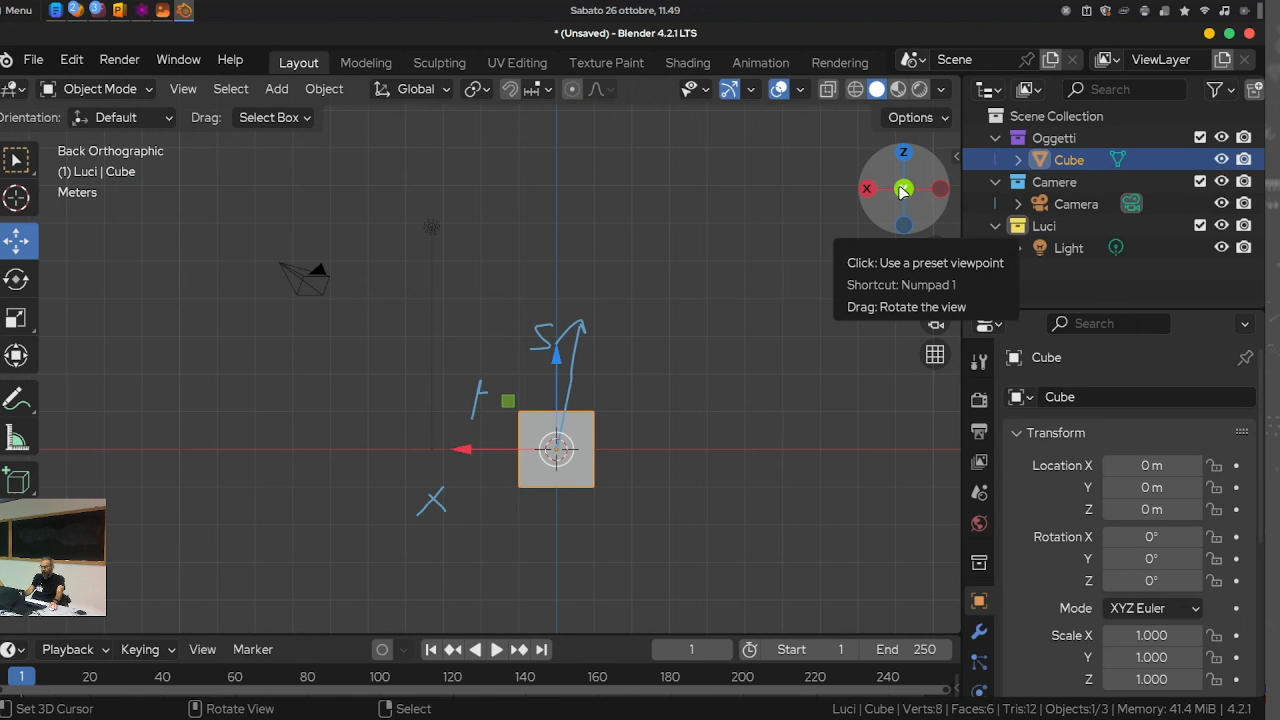 Menu
Sabato 26 ottobre, 11.49
* (Unsaved) - Blender 4.2.1 LTS
File Edit Render Window Help Layout Modeling Sculpting UV Editing Texture Paint Shading Animation Rendering Scene ViewLayer
Object Mode View Select Add Object Global Search
Orientation: Default Drag: Select Box Options
Scene Collection
Oggetti
Cube
Camere
Camera
Luci
Light
Back Orthographic
(1) Luci | Cube
Meters
Z
X
Click: Use a preset viewpoint
Shortcut: Numpad 1
Drag: Rotate the view
X
Search
Cube
Cube
Transform
Location X 0 m
Y 0 m
Z 0 m
Rotation X 0°
Y 0°
Z 0°
Mode XYZ Euler
Scale X 1.000
Y 1.000
Z 1.000
Playback Keying View Marker 1 Start 1 End 250
1 20 40 60 80 100 120 140 160 180 200 220 240
Set 3D Cursor Rotate View Select Luci | Cube | Verts:8 | Faces:6 | Tris:12 | Objects:1/3 | Memory: 41.4 MiB | 4.2.1